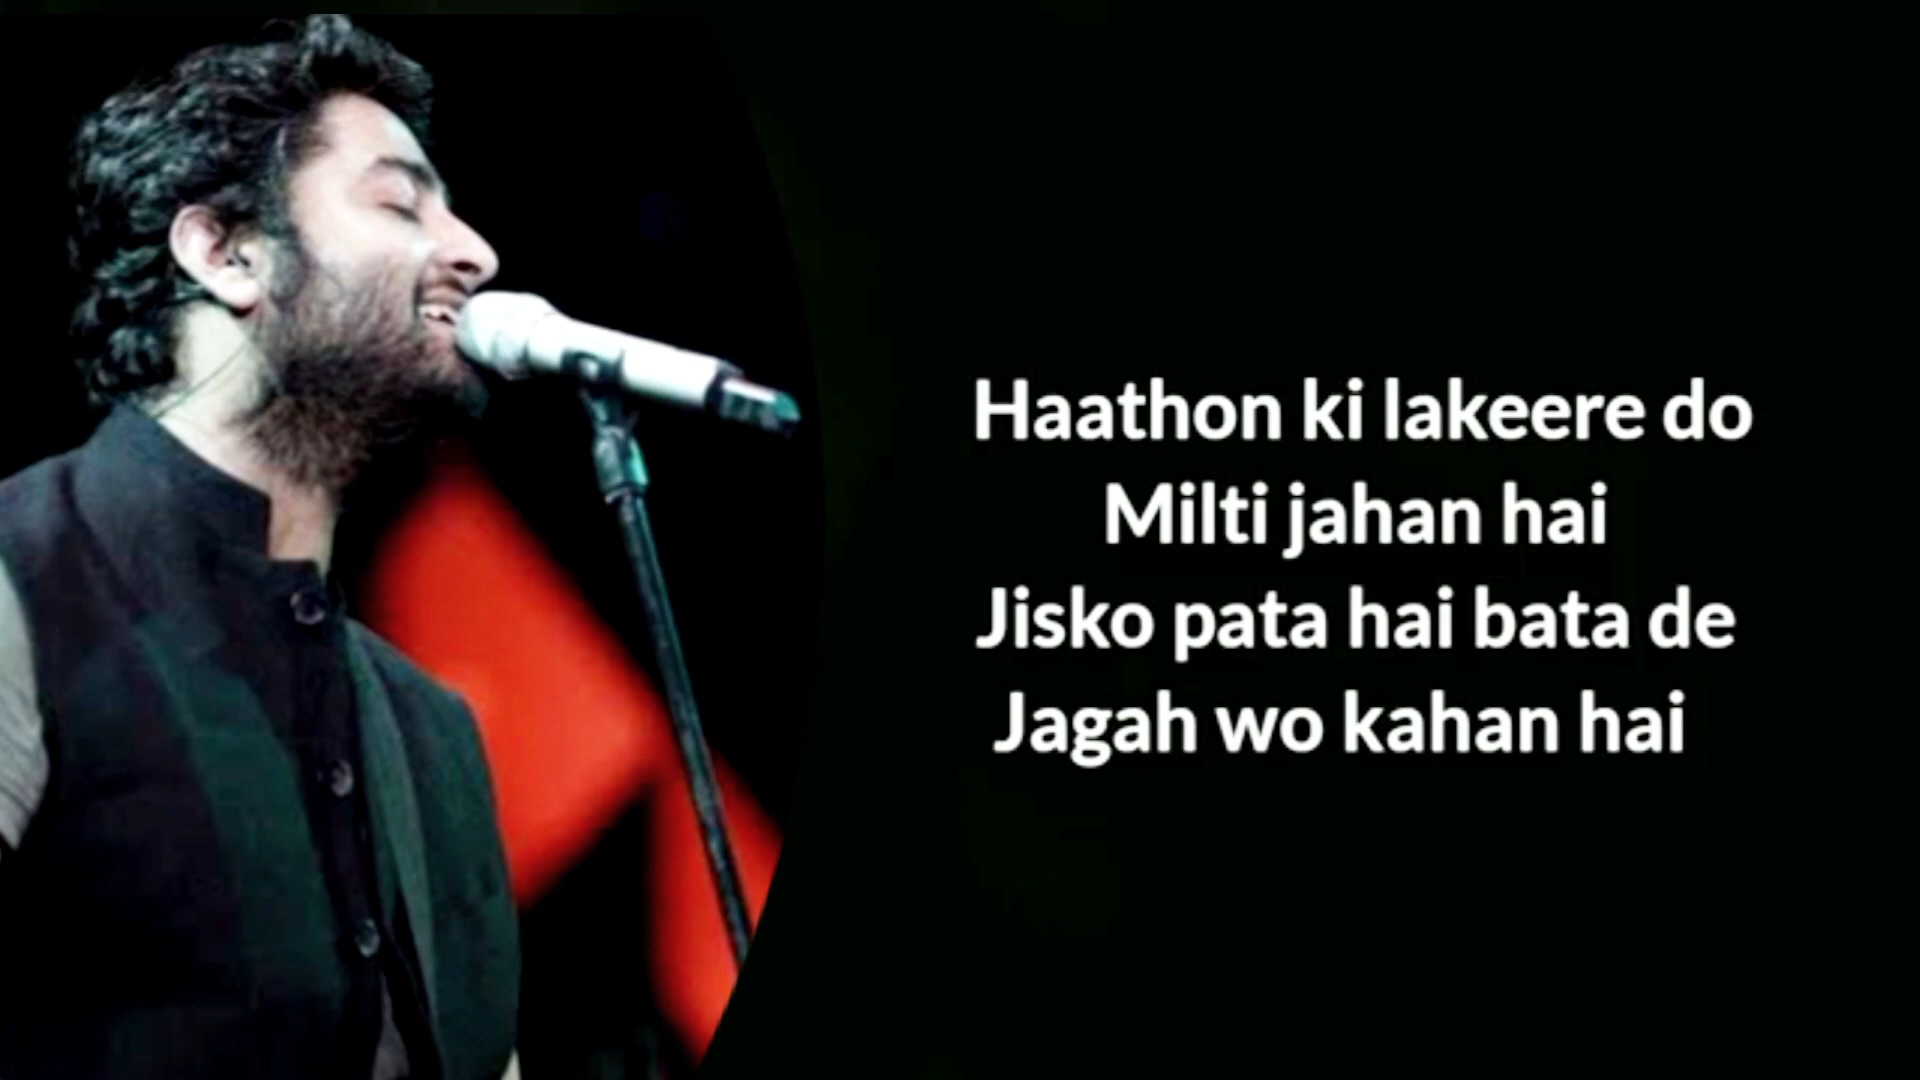 Haathon ki lakeere do
Milti jahan hai
Jisko pata hai bata de
Jagah wo kahan hai